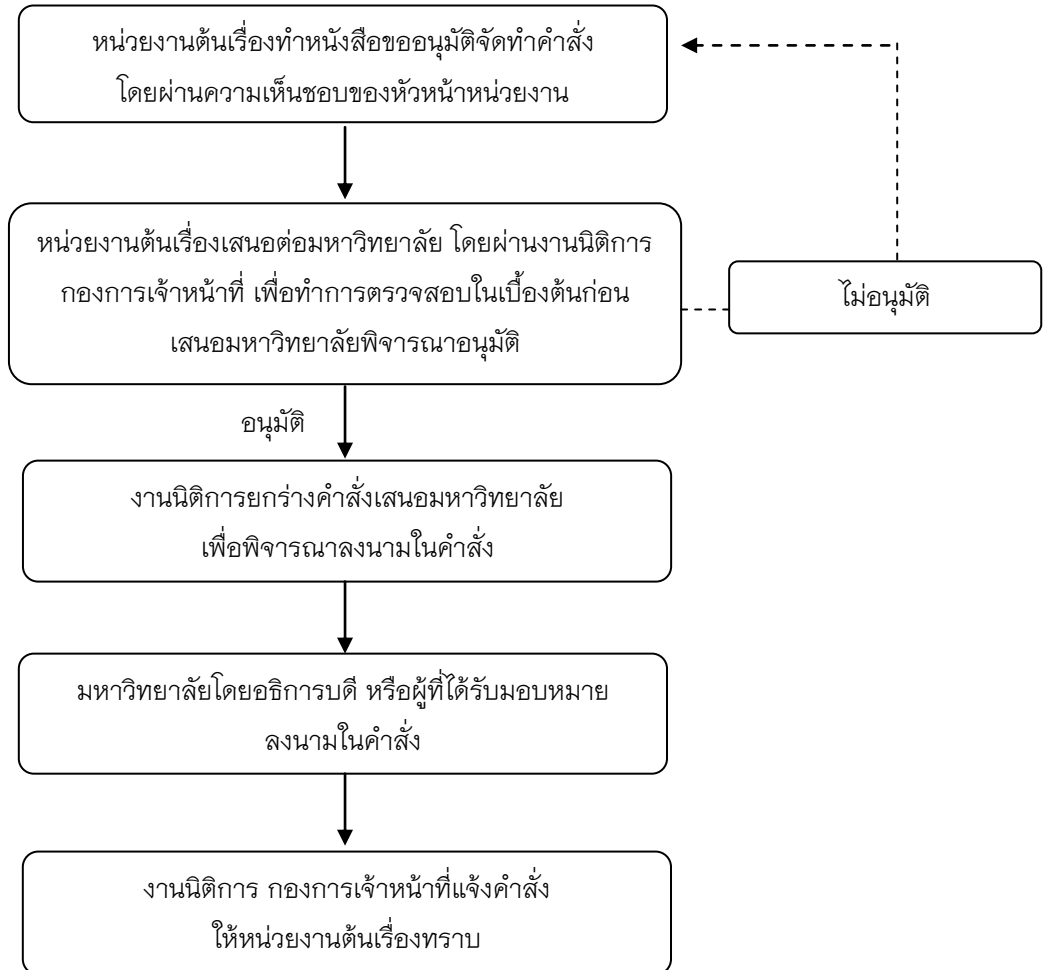 หน่วยงานต้นเรื่องทำหนังสือขออนุมัติจัดทำคำสั่ง
โดยผ่านความเห็นชอบของหัวหน้าหน่วยงาน
หน่วยงานต้นเรื่องเสนอต่อมหาวิทยาลัย โดยผ่านงานนิติการ
กองการเจ้าหน้าที่ เพื่อทำการตรวจสอบในเบื้องต้นก่อน
เสนอมหาวิทยาลัยพิจารณาอนุมัติ
ไม่อนุมัติ
อนุมัติ
งานนิติการยกร่างคำสั่งเสนอมหาวิทยาลัย
เพื่อพิจารณาลงนามในคำสั่ง
มหาวิทยาลัยโดยอธิการบดี หรือผู้ที่ได้รับมอบหมาย
ลงนามในคำสั่ง
งานนิติการ กองการเจ้าหน้าที่แจ้งคำสั่ง
ให้หน่วยงานต้นเรื่องทราบ